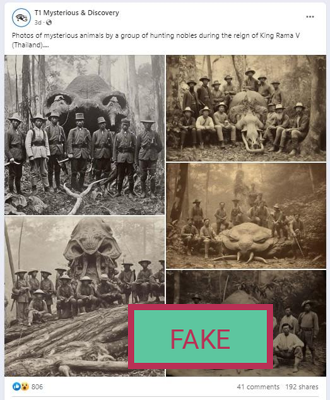 T1 Mysterious & Discovery
3d
Photos of mysterious animals by a group of hunting nobles during the reign of King Rama V
(Thailand)....
FAKE
806
41 comments 192 shares